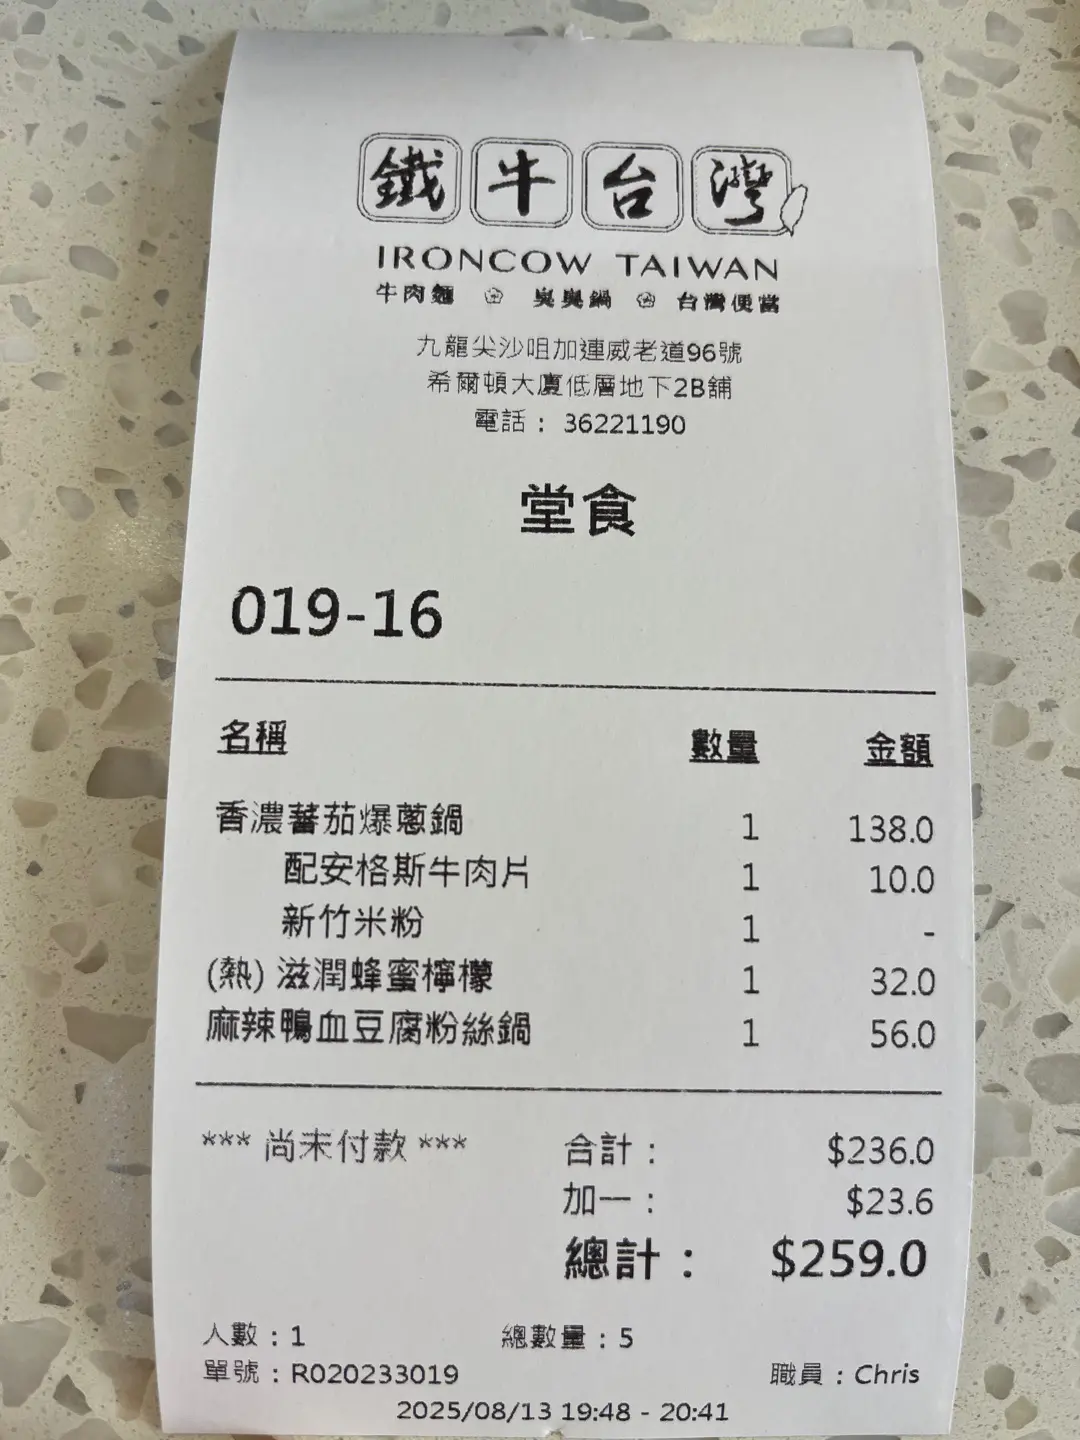 鐵牛台灣
IRONCOW TAIWAN
牛肉麵 臭臭鍋 台灣便當
九龍尖沙咀加連威老道96號
希爾頓大廈低層地下2B舖
電話： 36221190
堂食
019-16
名稱 數量 金額
香濃蕃茄爆蔥鍋 1 138.0
配安格斯牛肉片 1 10.0
新竹米粉 1 -
(熱) 滋潤蜂蜜檸檬 1 32.0
麻辣鴨血豆腐粉絲鍋 1 56.0
*** 尚未付款 *** 合計： $236.0
加一： $23.6
總計： $259.0
人數：1 總數量：5
單號：R020233019 職員：Chris
2025/08/13 19:48 - 20:41